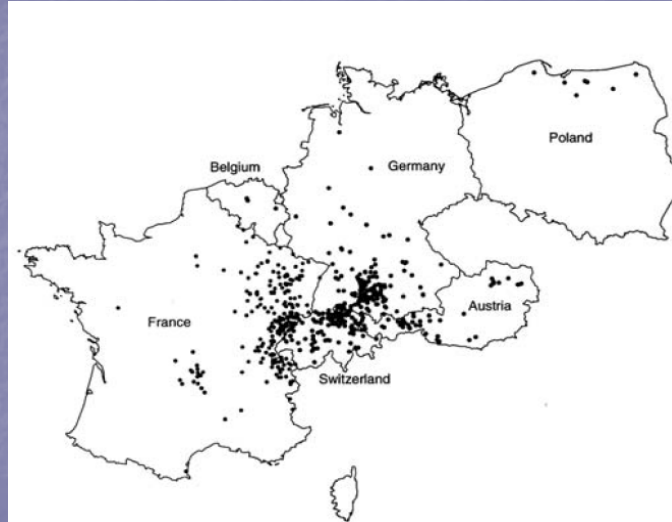 Poland
Belgium
Germany
Austria
France
Switzerland